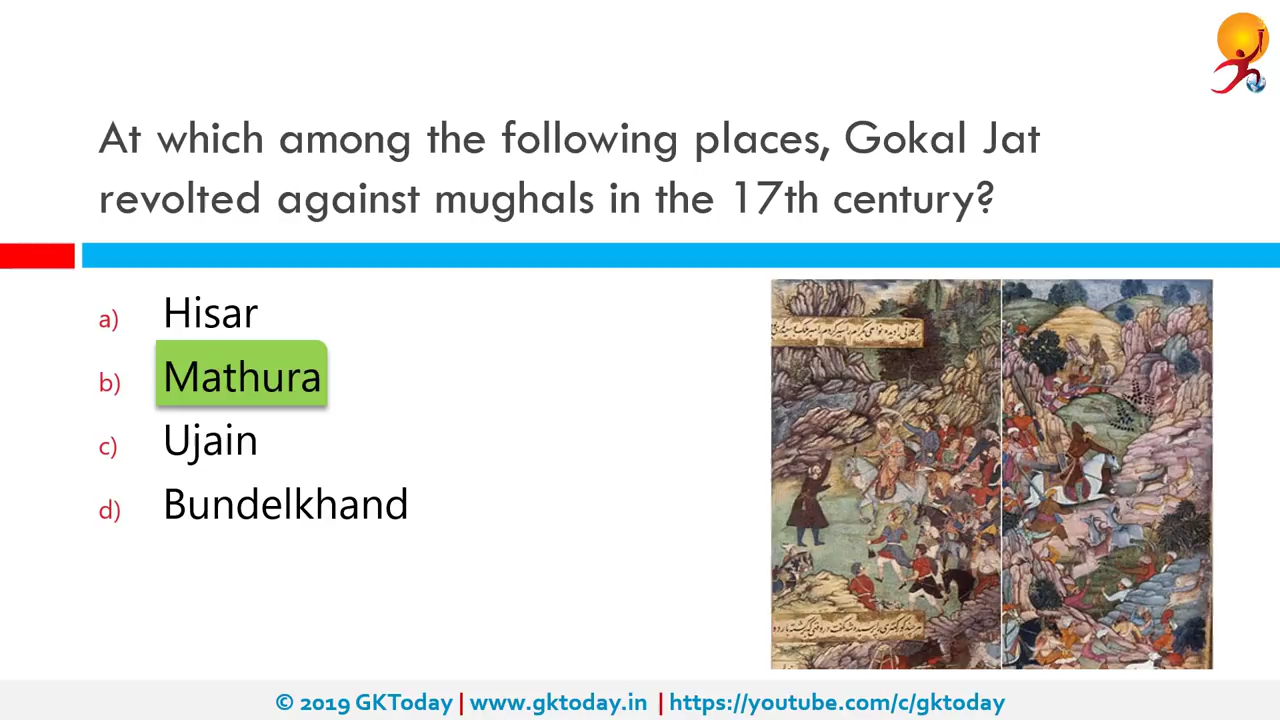 At which among the following places, Gokal Jat
revolted against mughals in the 17th century?
a) Hisar
b) Mathura
c) Ujain
d) Bundelkhand
© 2019 GKToday | www.gktoday.in | https://youtube.com/c/gktoday